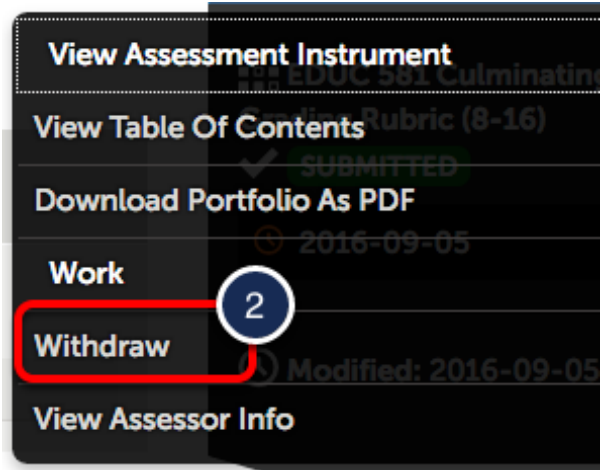 View Assessment Instrument
EDUC 581 Culminating
View Table Of Contents
Grading Rubric (8-16)
SUBMITTED
Download Portfolio As PDF
2016-09-05
Work
2
Withdraw
Modified: 2016-09-05
View Assessor Info